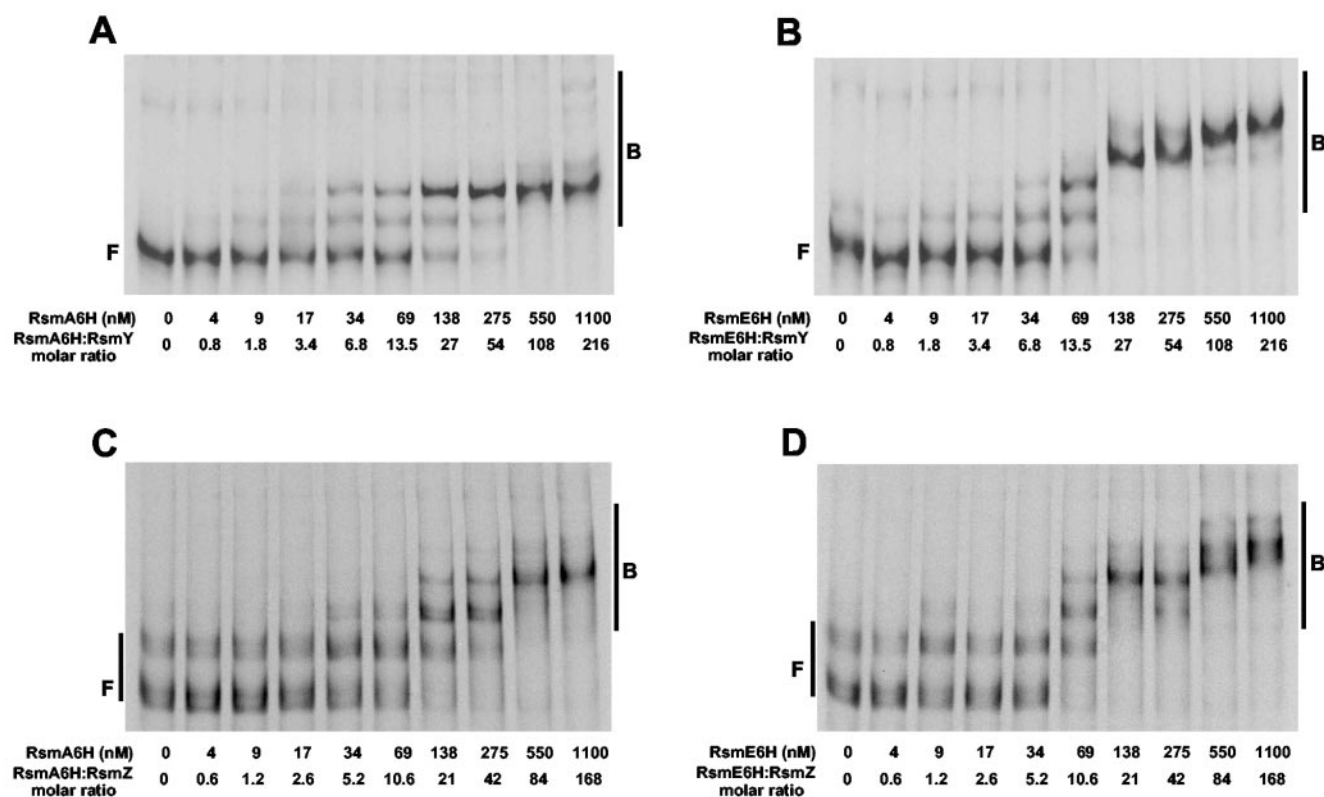 A
B
B
F
B
F
RsmA6H (nM) 0 4 9 17 34 69 138 275 550 1100
RsmA6H:RsmY 0 0.8 1.8 3.4 6.8 13.5 27 54 108 216
molar ratio
RsmE6H (nM) 0 4 9 17 34 69 138 275 550 1100
RsmE6H:RsmY 0 0.8 1.8 3.4 6.8 13.5 27 54 108 216
molar ratio
C
D
B
F
B
F
RsmA6H (nM) 0 4 9 17 34 69 138 275 550 1100
RsmA6H:RsmZ 0 0.6 1.2 2.6 5.2 10.6 21 42 84 168
molar ratio
RsmE6H (nM) 0 4 9 17 34 69 138 275 550 1100
RsmE6H:RsmZ 0 0.6 1.2 2.6 5.2 10.6 21 42 84 168
molar ratio